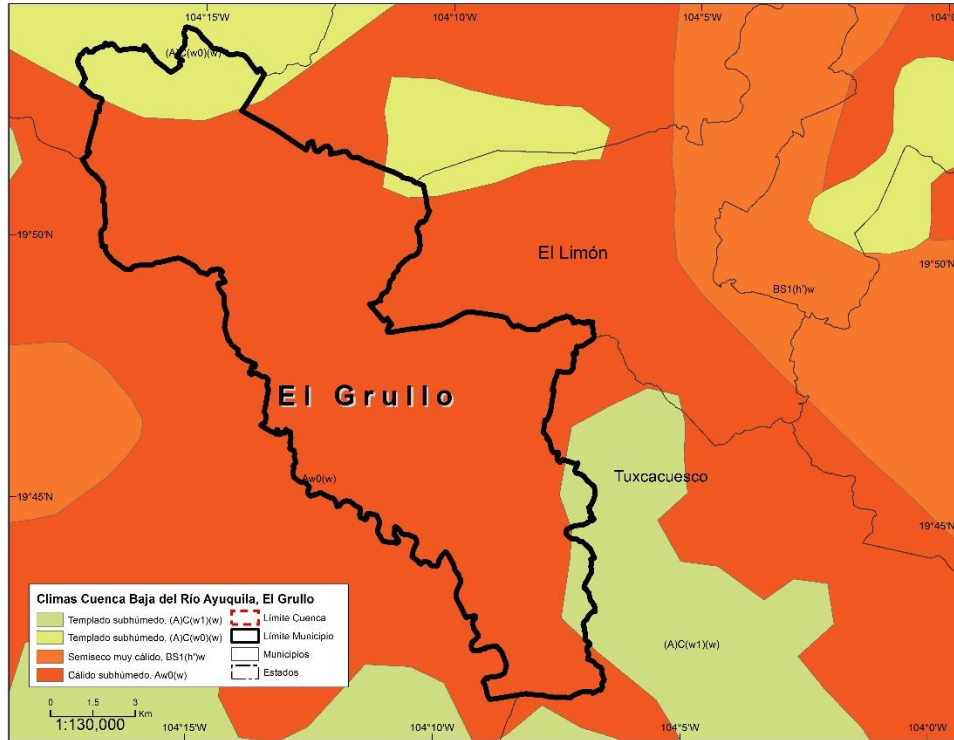 104°15'W 104°10'W 104°5'W 104°0'W
(A)C(w0)(w)
19°50'N
El Limón
19°50'N
BS1(h')w
El Grullo
Aw0(w)
Tuxcacuesco
19°45'N
19°45'N
(A)C(w1)(w)
Climas Cuenca Baja del Río Ayuquila, El Grullo
Templado subhúmedo, (A)C(w1)(w)
Templado subhúmedo, (A)C(w0)(w)
Semiseco muy cálido, BS1(h')w
Cálido subhúmedo, Aw0(w)
Límite Cuenca
Límite Municipio
Municipios
Estados
0 1.5 3
Km
1:130,000
104°15'W 104°10'W 104°5'W 104°0'W